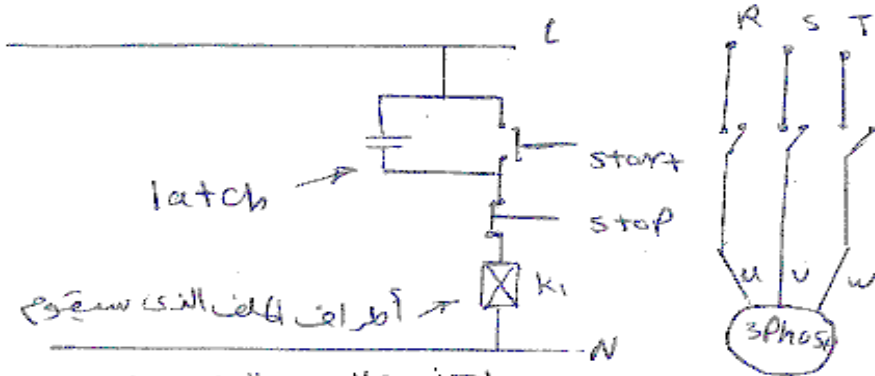 L
R S T
start
latch
stop
K1
أطراف الملف الذى سيقوم
U V W
3Phase
N